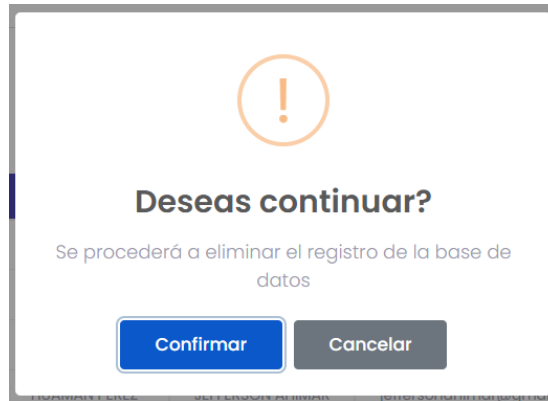 !
Deseas continuar?
Se procederá a eliminar el registro de la base de
datos
Confirmar Cancelar